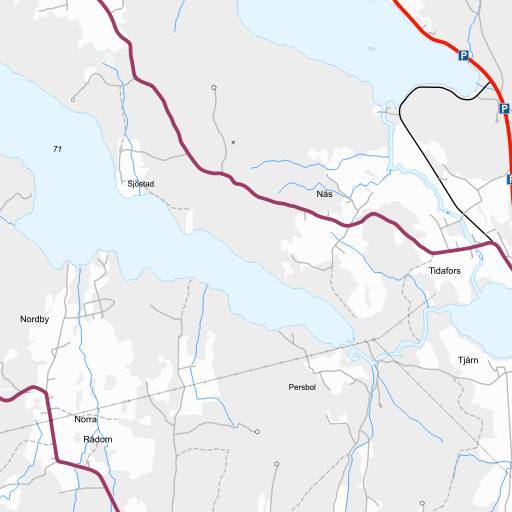 P
P
P
71
Sjöstad
Näs
Tidafors
Nordby
Tjärn
Persbol
Norra
Rådom